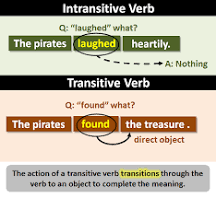 Intransitive Verb
Q: "laughed" what?
The pirates laughed heartily.
A: Nothing
Transitive Verb
Q: "found" what?
The pirates found the treasure .
direct object
The action of a transitive verb transitions through the
verb to an object to complete the meaning.